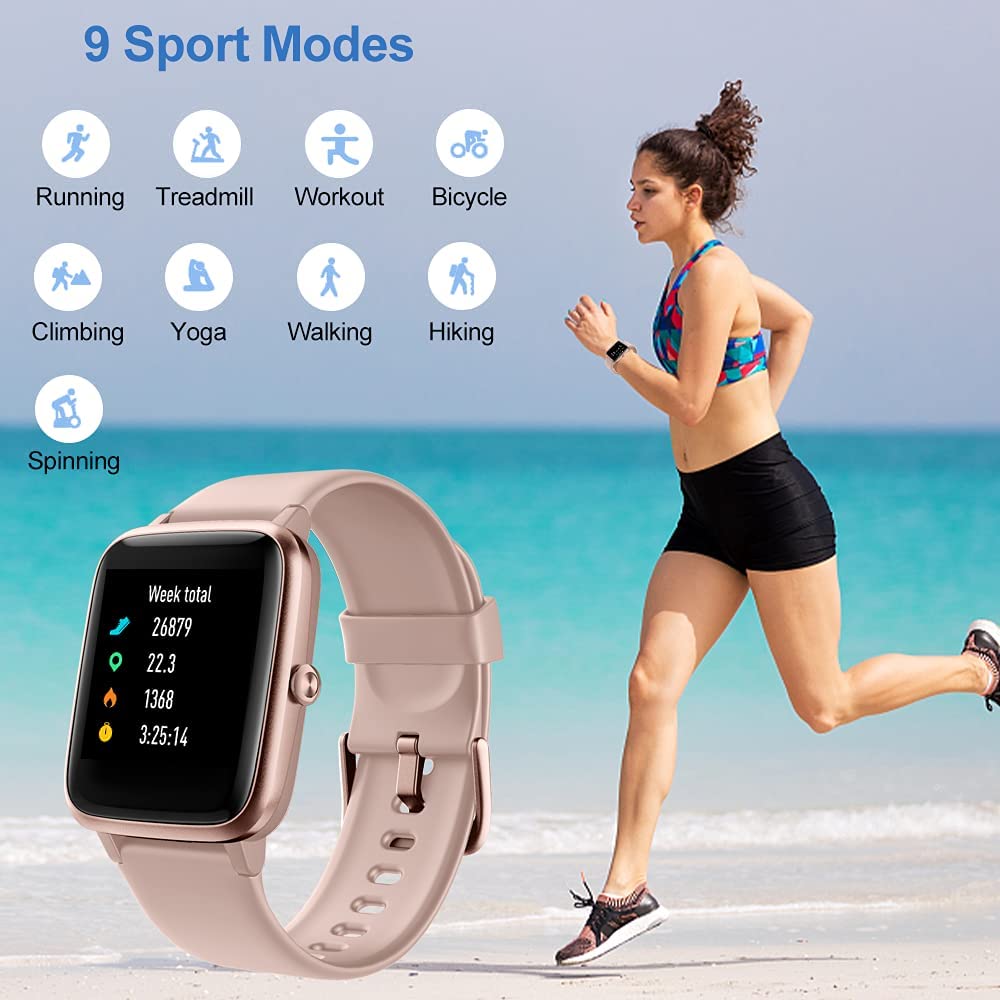 9 Sport Modes
Running Treadmill Workout Bicycle
Climbing Yoga Walking Hiking
Spinning
Week total
26879
22.3
1368
3:25:14